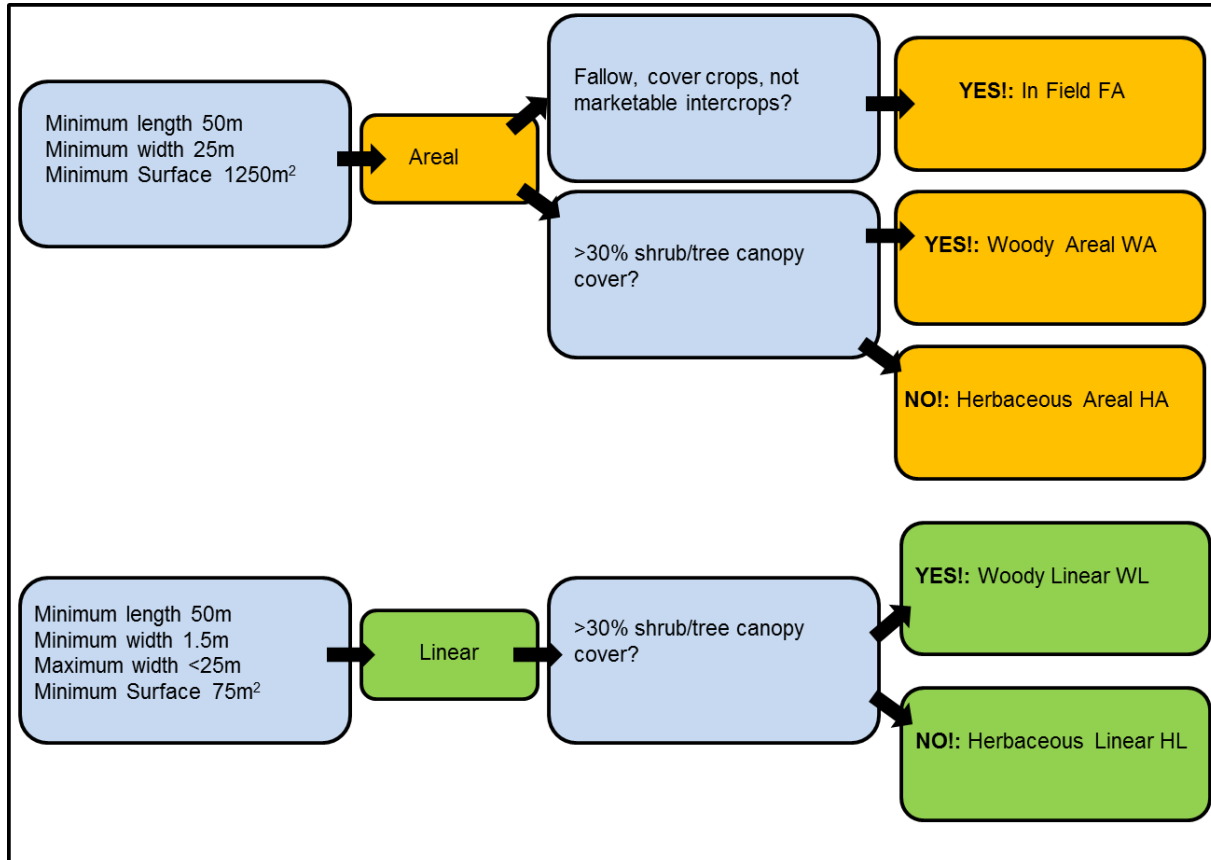 Minimum length 50m
Minimum width 25m
Minimum Surface 1250m²
Areal
Fallow, cover crops, not
marketable intercrops?
YES!: In Field FA
>30% shrub/tree canopy
cover?
YES!: Woody Areal WA
NO!: Herbaceous Areal HA
Minimum length 50m
Minimum width 1.5m
Maximum width <25m
Minimum Surface 75m²
Linear
>30% shrub/tree canopy
cover?
YES!: Woody Linear WL
NO!: Herbaceous Linear HL